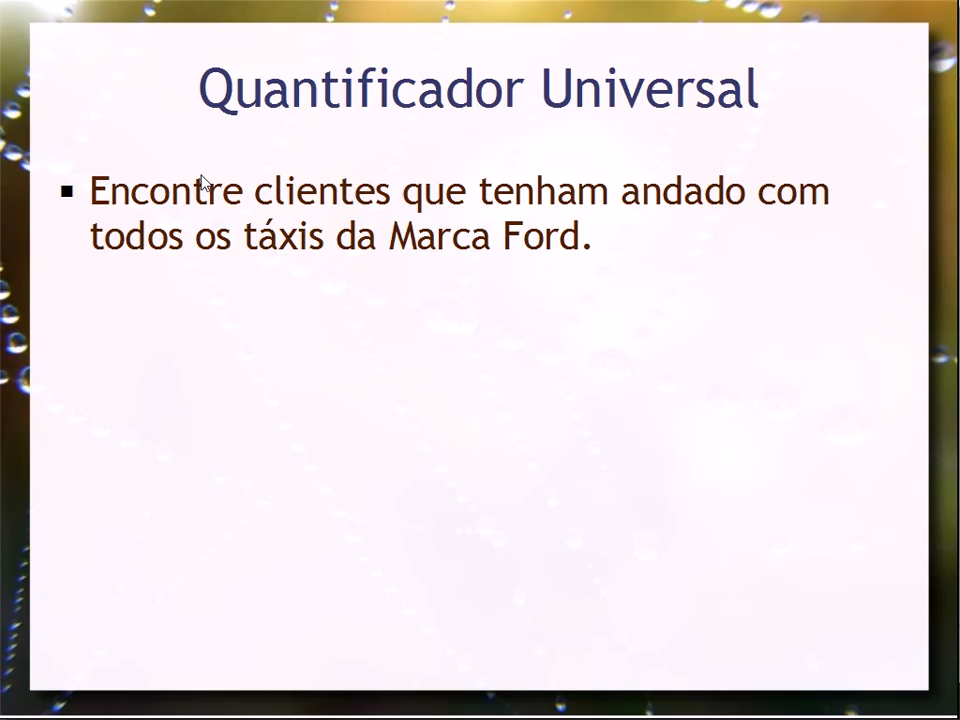 Quantificador Universal
Encontre clientes que tenham andado com
todos os táxis da Marca Ford.